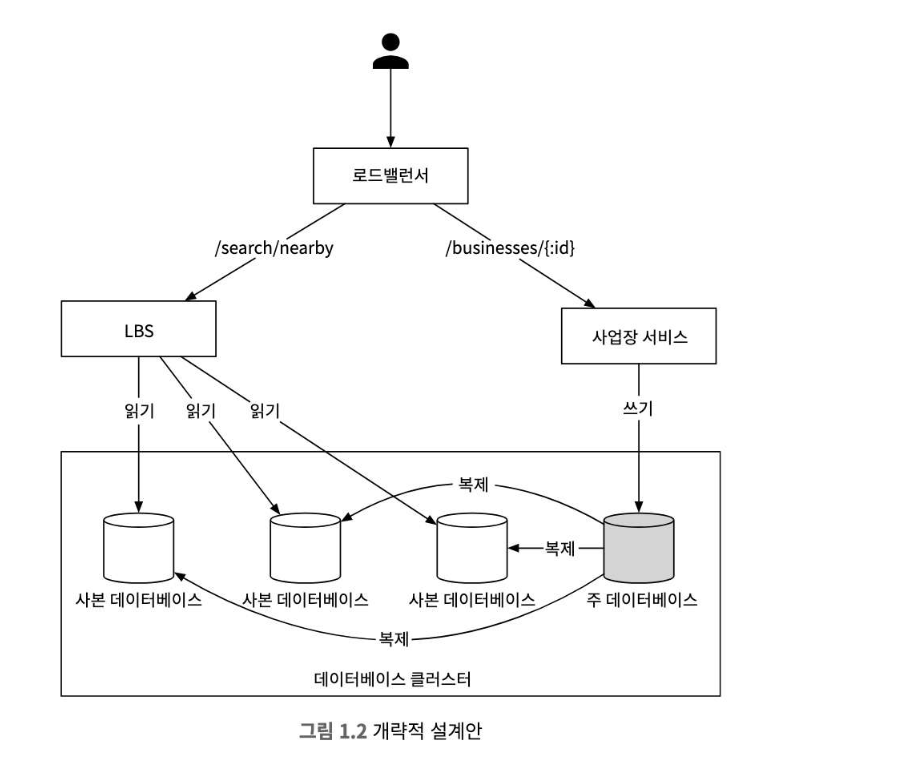 로드밸런서
/search/nearby
/businesses/{:id}
LBS
사업장 서비스
읽기
읽기
읽기
쓰기
복제
복제
사본 데이터베이스
사본 데이터베이스
사본 데이터베이스
주 데이터베이스
복제
데이터베이스 클러스터
그림 1.2 개략적 설계안